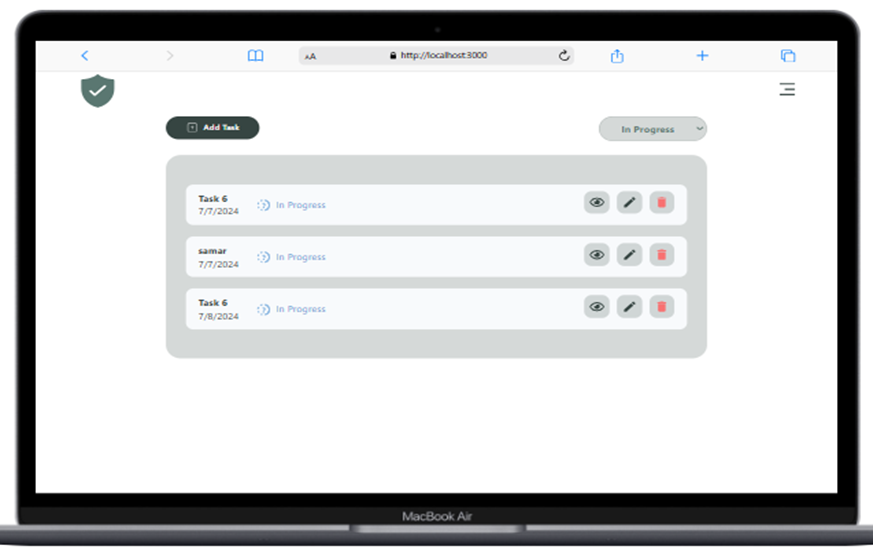 AA http://localhost:3000
Add Task
In Progress
Task 6
7/7/2024
In Progress
samar
7/7/2024
In Progress
Task 6
7/8/2024
In Progress
MacBook Air